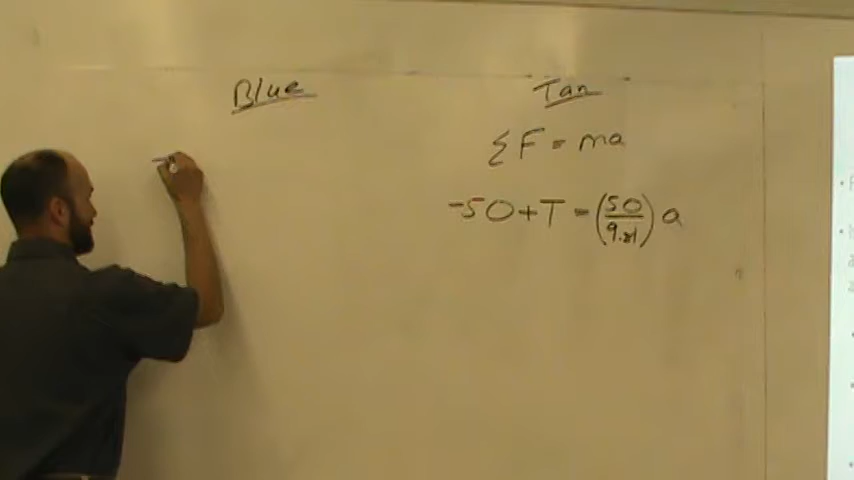 Blue
Tan
ΣF = ma
-50+T = (50/9.81) a